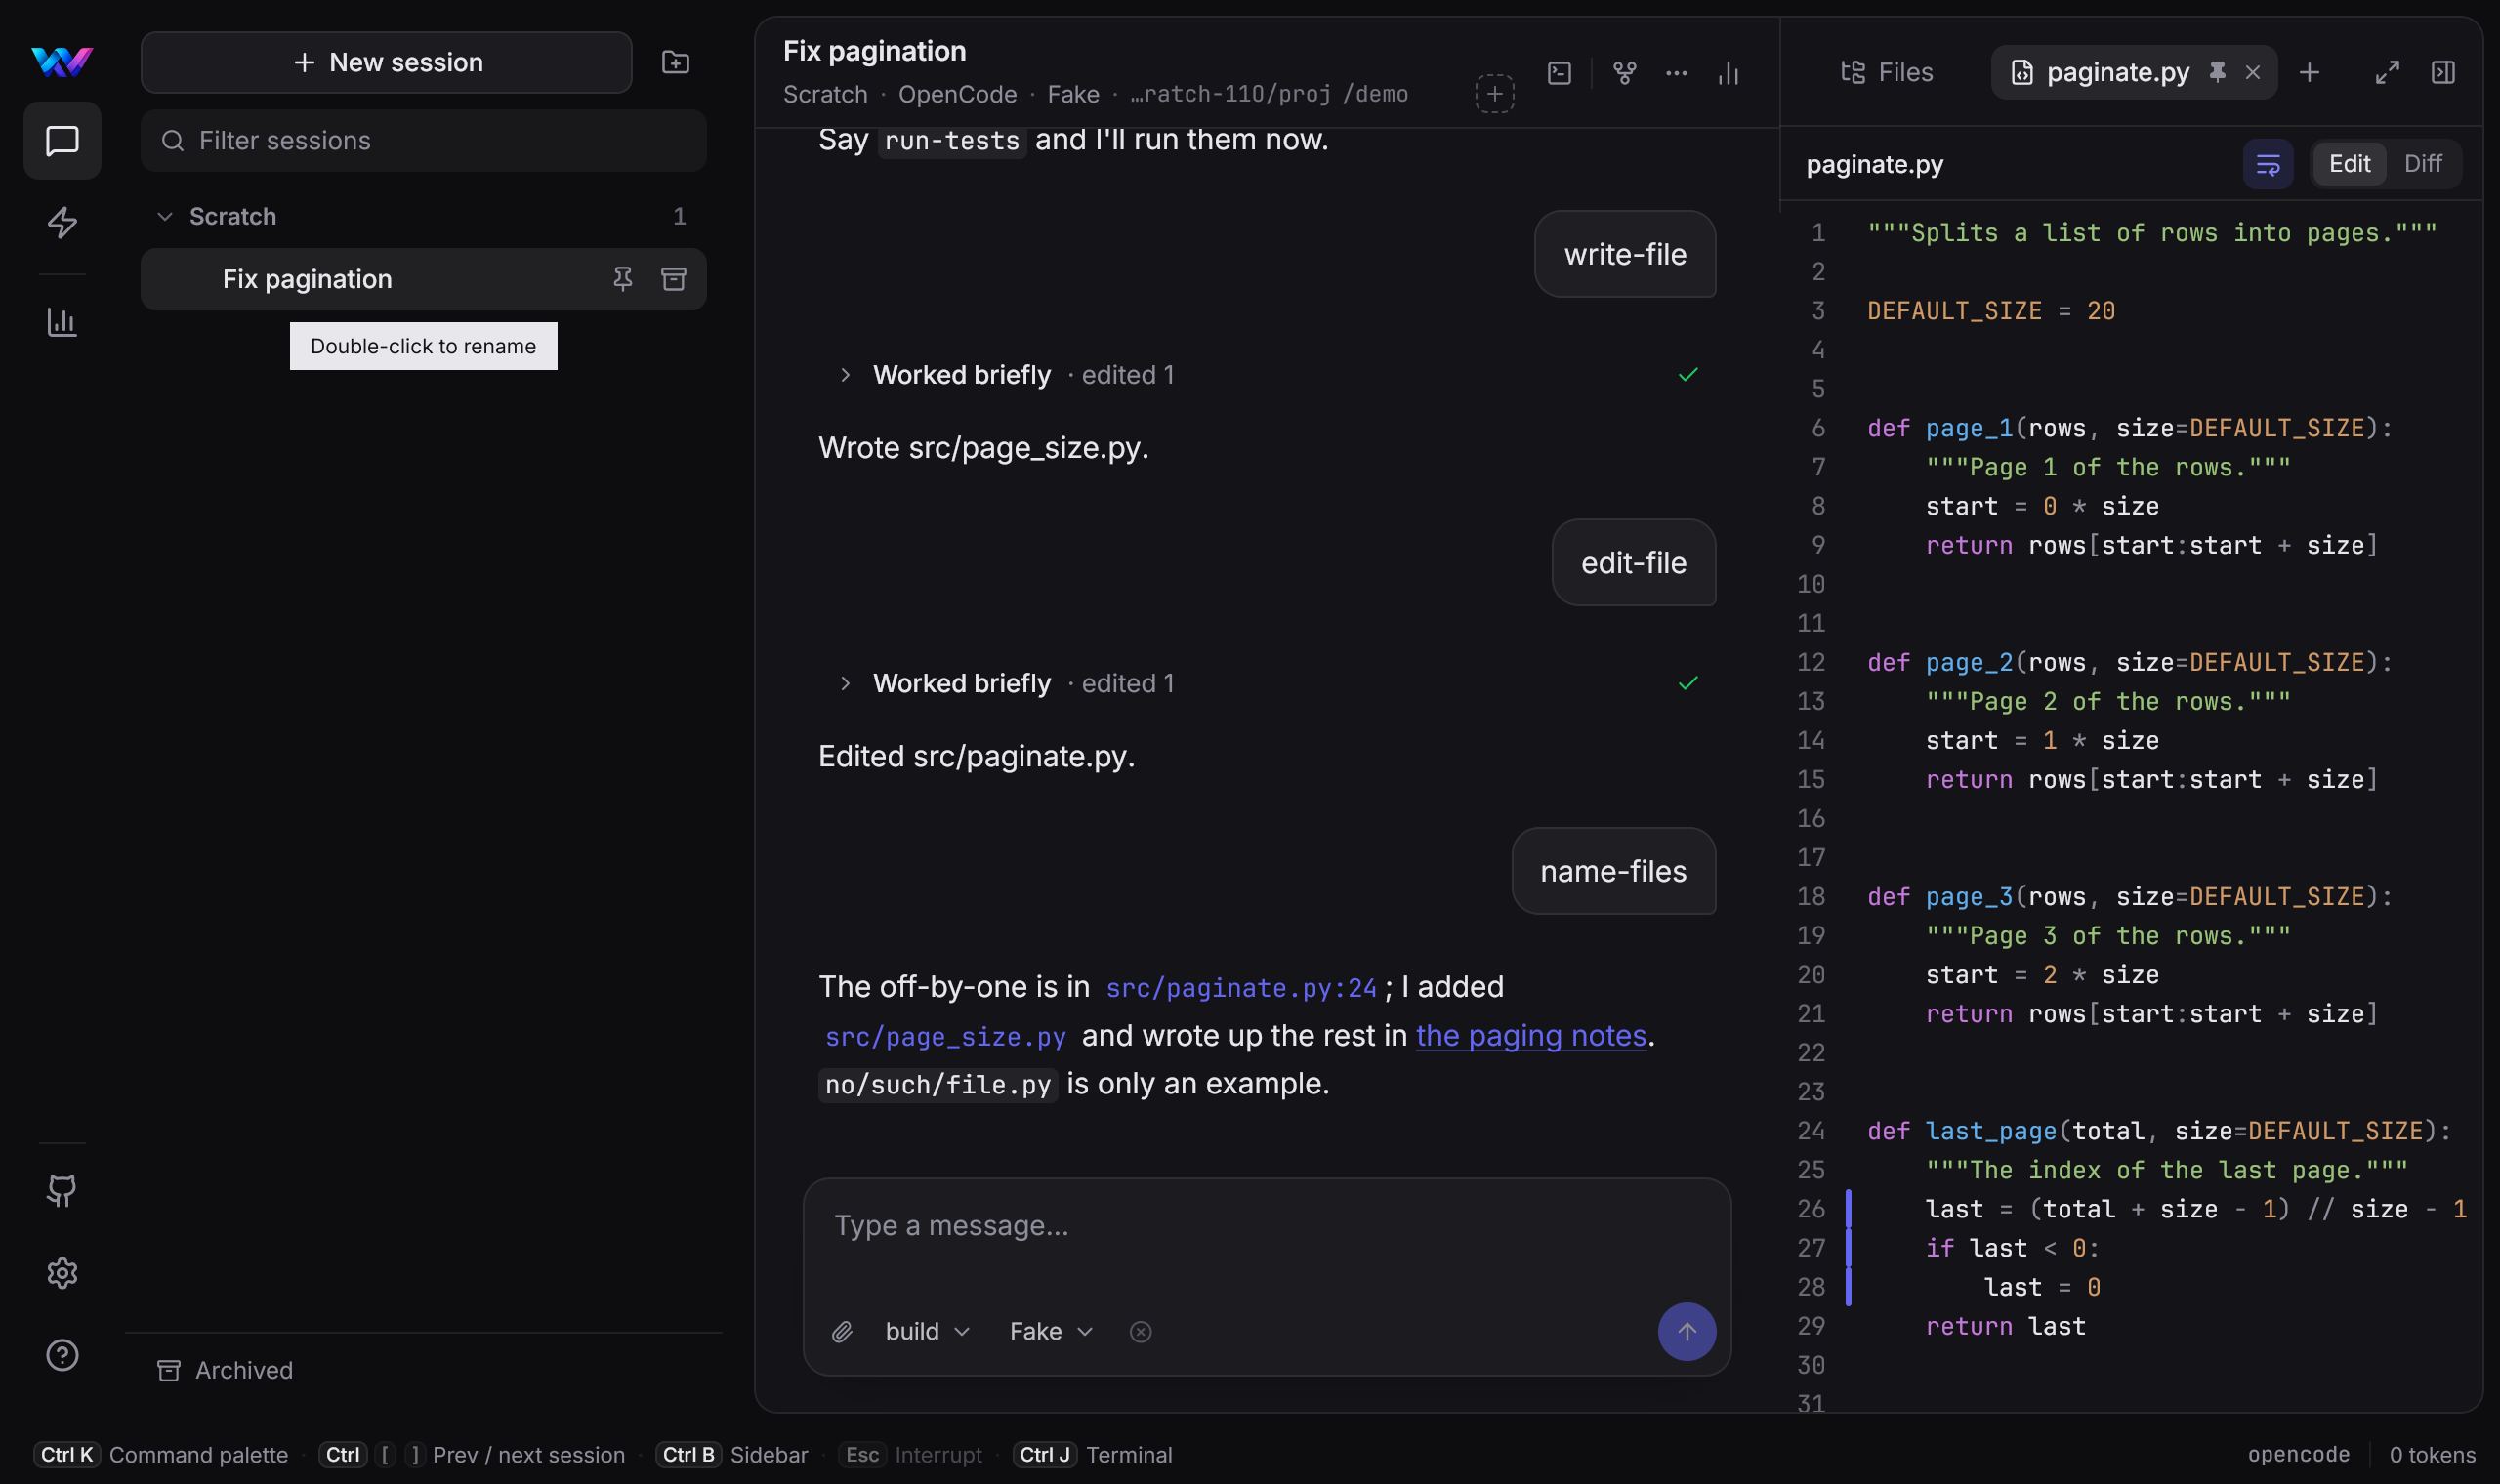 New session
Filter sessions
Scratch 1
Fix pagination
Double-click to rename
Archived
Fix pagination
Scratch · OpenCode · Fake · …ratch-110/proj /demo
Say run-tests and I'll run them now.
write-file
Worked briefly · edited 1
Wrote src/page_size.py.
edit-file
Worked briefly · edited 1
Edited src/paginate.py.
name-files
The off-by-one is in src/paginate.py:24 ; I added
src/page_size.py and wrote up the rest in the paging notes.
no/such/file.py is only an example.
Type a message...
build Fake
Files paginate.py
paginate.py Edit Diff
1 """Splits a list of rows into pages."""
2
3 DEFAULT_SIZE = 20
4
5
6 def page_1(rows, size=DEFAULT_SIZE):
7 """Page 1 of the rows."""
8 start = 0 * size
9 return rows[start:start + size]
10
11
12 def page_2(rows, size=DEFAULT_SIZE):
13 """Page 2 of the rows."""
14 start = 1 * size
15 return rows[start:start + size]
16
17
18 def page_3(rows, size=DEFAULT_SIZE):
19 """Page 3 of the rows."""
20 start = 2 * size
21 return rows[start:start + size]
22
23
24 def last_page(total, size=DEFAULT_SIZE):
25 """The index of the last page."""
26 last = (total + size - 1) // size - 1
27 if last < 0:
28 last = 0
29 return last
30
31
Ctrl K Command palette · Ctrl [ ] Prev / next session · Ctrl B Sidebar · Esc Interrupt · Ctrl J Terminal
opencode 0 tokens